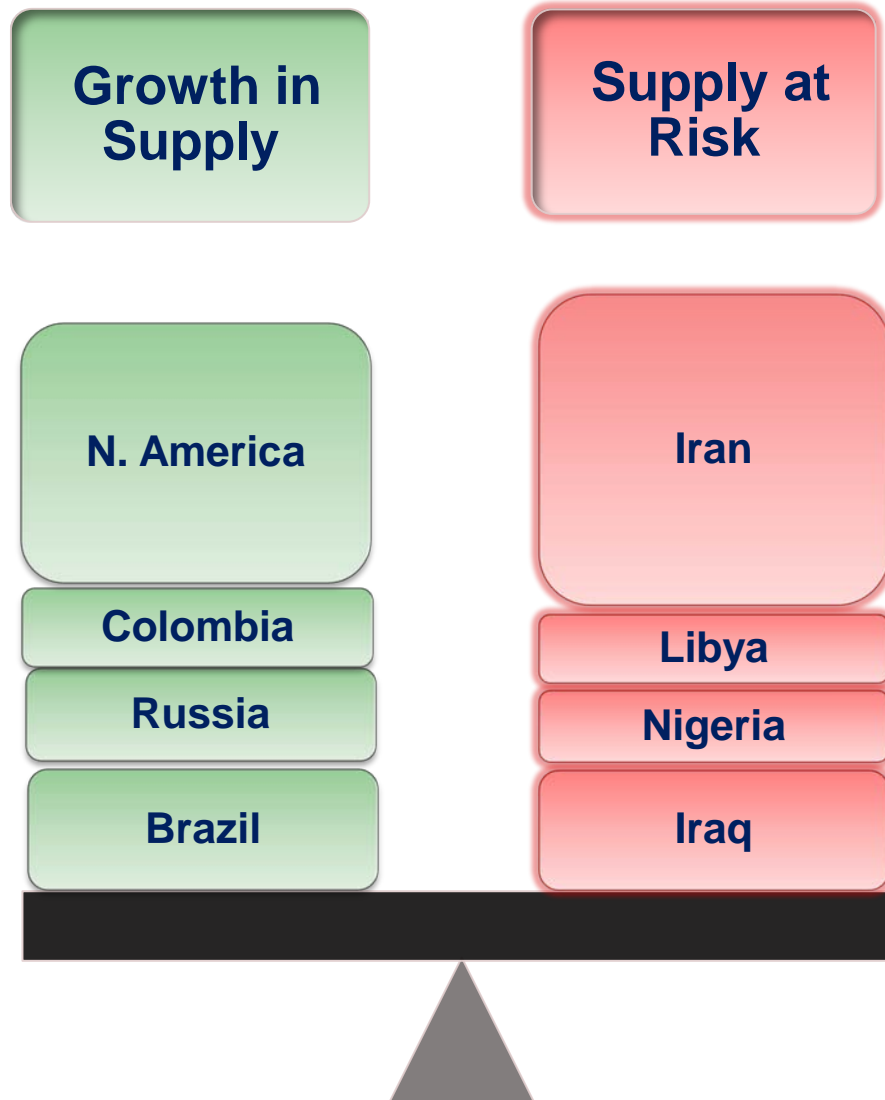 Growth in
Supply
Supply at
Risk
N. America
Colombia
Russia
Brazil
Iran
Libya
Nigeria
Iraq